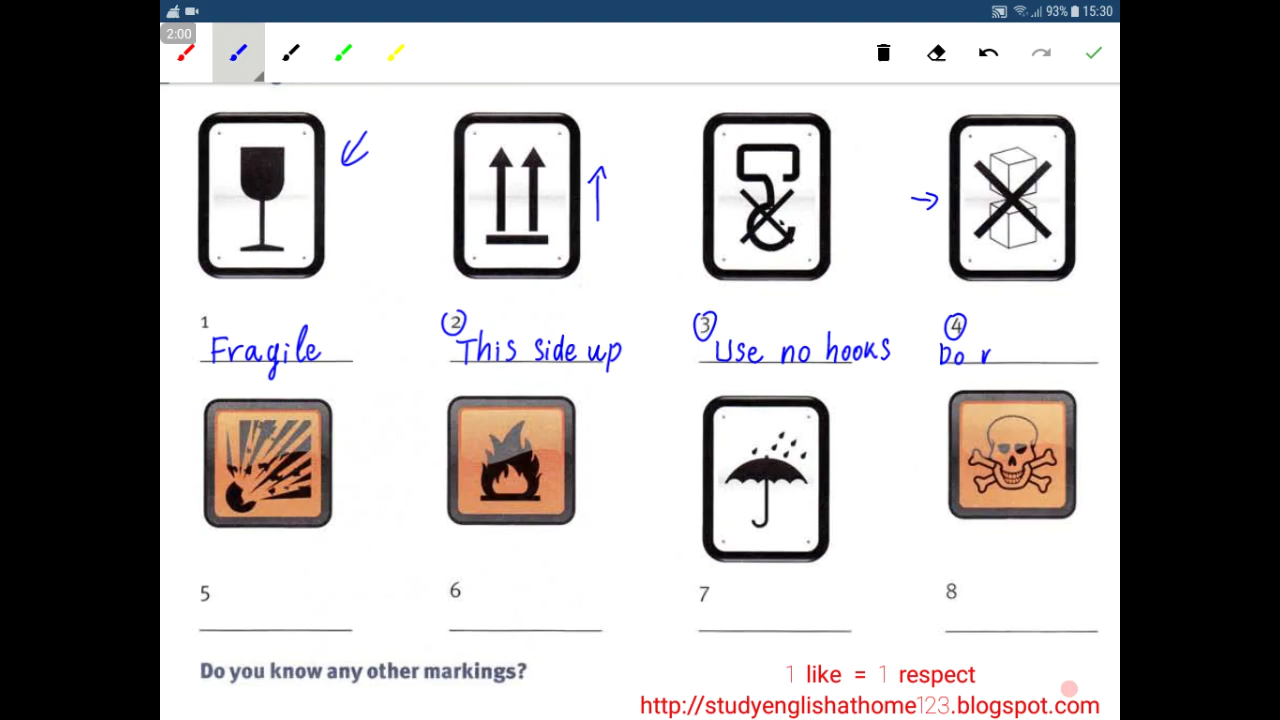 93% 15:30
2:00
1 2 3 4
Fragile This side up Use no hooks Do
5 6 7 8
Do you know any other markings?
1 like = 1 respect
http://studyenglishathome123.blogspot.com